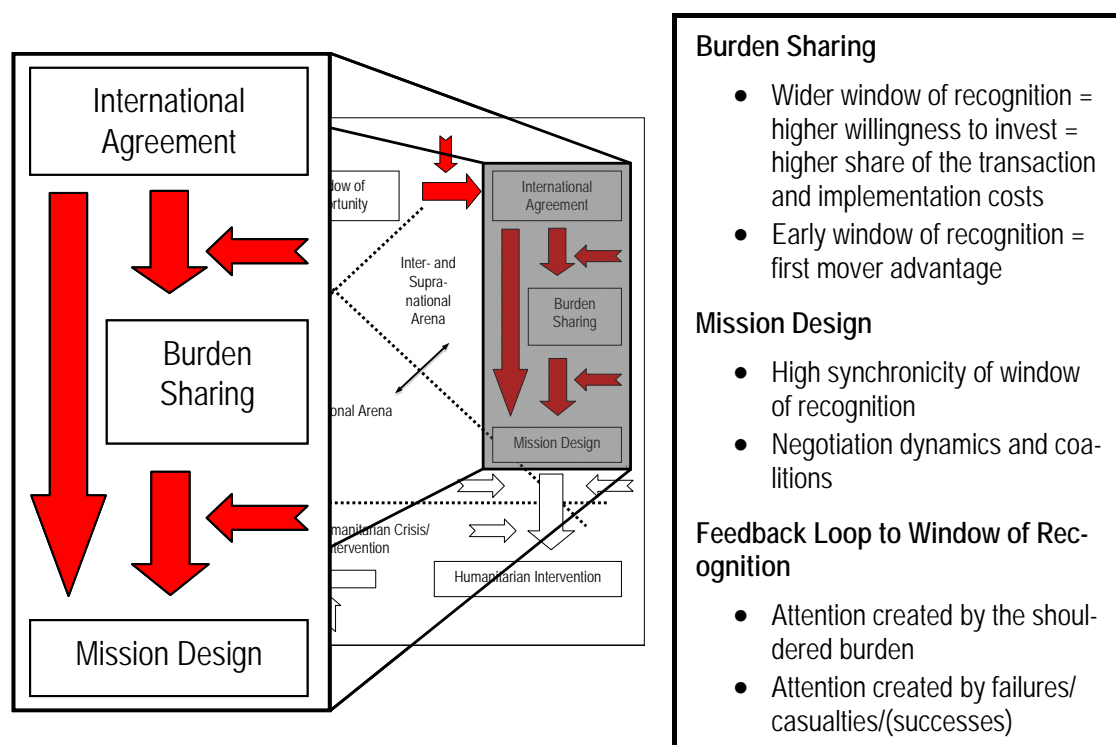 International
Agreement
Burden
Sharing
Mission Design
International
Agreement
Inter- and
Supra-
national
Arena
Burden
Sharing
Arena
Mission Design
Crisis/
Humanitarian Intervention
Burden Sharing
• Wider window of recognition =
higher willingness to invest =
higher share of the transaction
and implementation costs
• Early window of recognition =
first mover advantage
Mission Design
• High synchronicity of window
of recognition
• Negotiation dynamics and coa-
litions
Feedback Loop to Window of Rec-
ognition
• Attention created by the shoul-
dered burden
• Attention created by failures/
casualties/(successes)